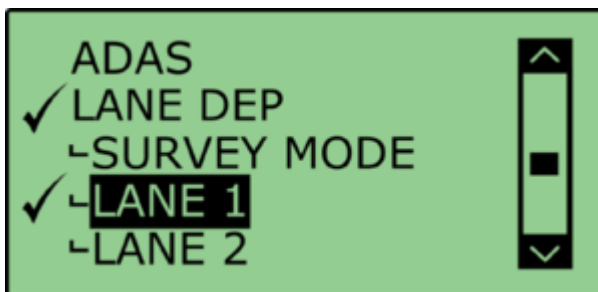 ADAS
LANE DEP
SURVEY MODE
LANE 1
LANE 2